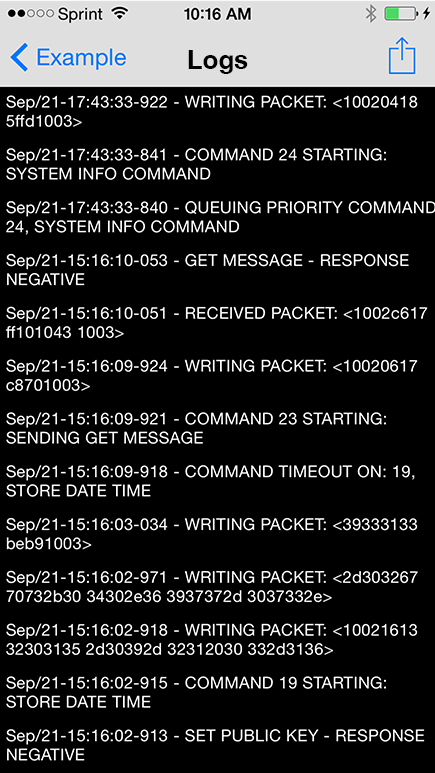 Sprint 10:16 AM
Example Logs
Sep/21-17:43:33-922 - WRITING PACKET: <10020418
5ffd1003>
Sep/21-17:43:33-841 - COMMAND 24 STARTING:
SYSTEM INFO COMMAND
Sep/21-17:43:33-840 - QUEUING PRIORITY COMMAND
24, SYSTEM INFO COMMAND
Sep/21-15:16:10-053 - GET MESSAGE - RESPONSE
NEGATIVE
Sep/21-15:16:10-051 - RECEIVED PACKET: <1002c617
ff101043 1003>
Sep/21-15:16:09-924 - WRITING PACKET: <10020617
c8701003>
Sep/21-15:16:09-921 - COMMAND 23 STARTING:
SENDING GET MESSAGE
Sep/21-15:16:09-918 - COMMAND TIMEOUT ON: 19,
STORE DATE TIME
Sep/21-15:16:03-034 - WRITING PACKET: <39333133
beb91003>
Sep/21-15:16:02-971 - WRITING PACKET: <2d303267
70732b30 34302e36 3937372d 3037332e>
Sep/21-15:16:02-918 - WRITING PACKET: <10021613
32303135 2d30392d 32312030 332d3136>
Sep/21-15:16:02-915 - COMMAND 19 STARTING:
STORE DATE TIME
Sep/21-15:16:02-913 - SET PUBLIC KEY - RESPONSE
NEGATIVE